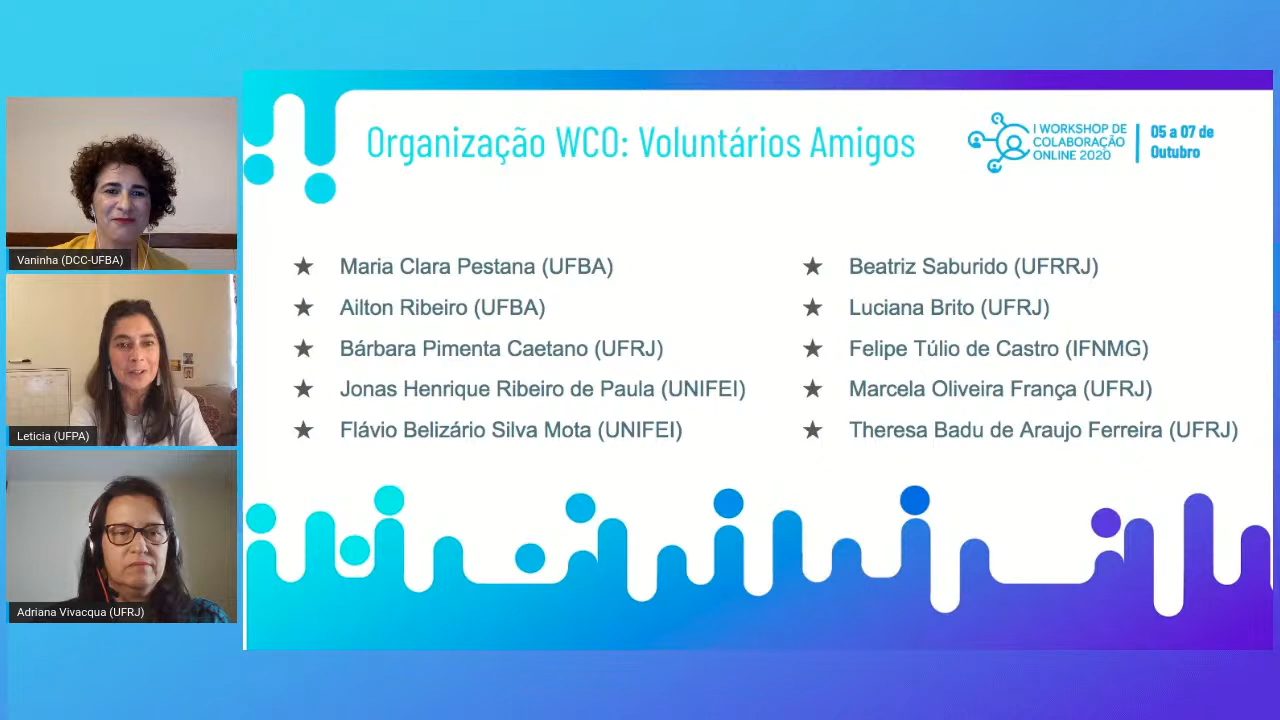 Organização WCO: Voluntários Amigos
I WORKSHOP DE
COLABORAÇÃO
ONLINE 2020
05 a 07 de
Outubro
★ Maria Clara Pestana (UFBA)
★ Ailton Ribeiro (UFBA)
★ Bárbara Pimenta Caetano (UFRJ)
★ Jonas Henrique Ribeiro de Paula (UNIFEI)
★ Flávio Belizário Silva Mota (UNIFEI)
★ Beatriz Saburido (UFRRJ)
★ Luciana Brito (UFRJ)
★ Felipe Túlio de Castro (IFNMG)
★ Marcela Oliveira França (UFRJ)
★ Theresa Badu de Araujo Ferreira (UFRJ)
Vaninha (DCC-UFBA)
Leticia (UFPA)
Adriana Vivacqua (UFRJ)